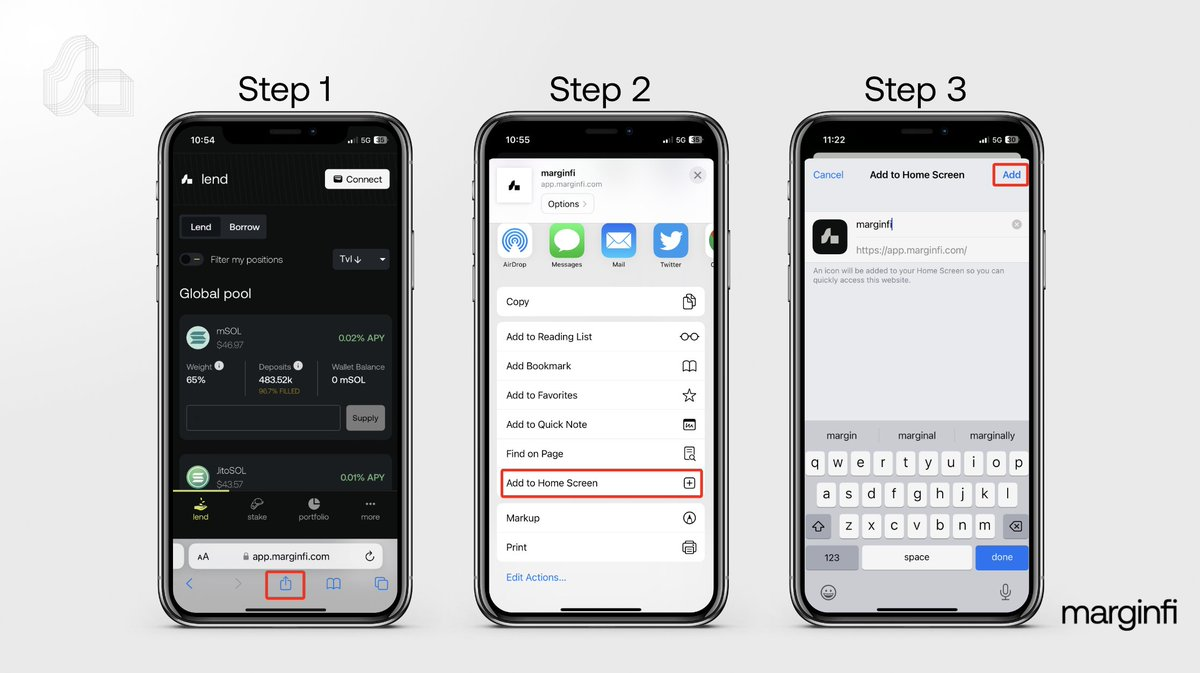 Step 1
Step 2
Step 3
10:54
5G 36
lend
Connect
Lend
Borrow
Filter my positions
Tvl ↓
Global pool
mSOL
$46.97
0.02% APY
Weight
65%
Deposits
483.52k
96.7% FILLED
Wallet Balance
0 mSOL
Supply
JitoSOL
$43.57
0.01% APY
lend
stake
portfolio
more
AA
app.marginfi.com
10:55
5G
marginfi
app.marginfi.com
Options
AirDrop
Messages
Mail
Twitter
Copy
Add to Reading List
Add Bookmark
Add to Favorites
Add to Quick Note
Find on Page
Add to Home Screen
Markup
Print
Edit Actions...
11:22
5G 30
Cancel
Add to Home Screen
Add
marginfi
https://app.marginfi.com/
An icon will be added to your Home Screen so you can
quickly access this website.
margin
marginal
marginally
q w e r t y u i o p
a s d f g h j k l
z x c v b n m
123
space
done
marginfi